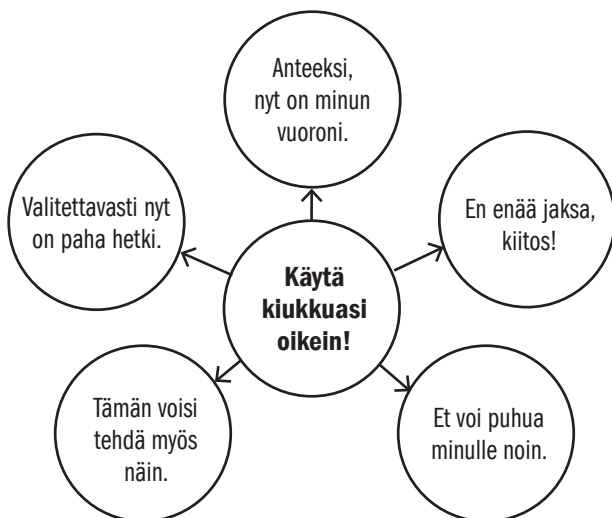 Anteeksi,
nyt on minun
vuoroni.
Valitettavasti nyt
on paha hetki.
En enää jaksa,
kiitos!
Käytä
kiukkuasi
oikein!
Tämän voisi
tehdä myös
näin.
Et voi puhua
minulle noin.